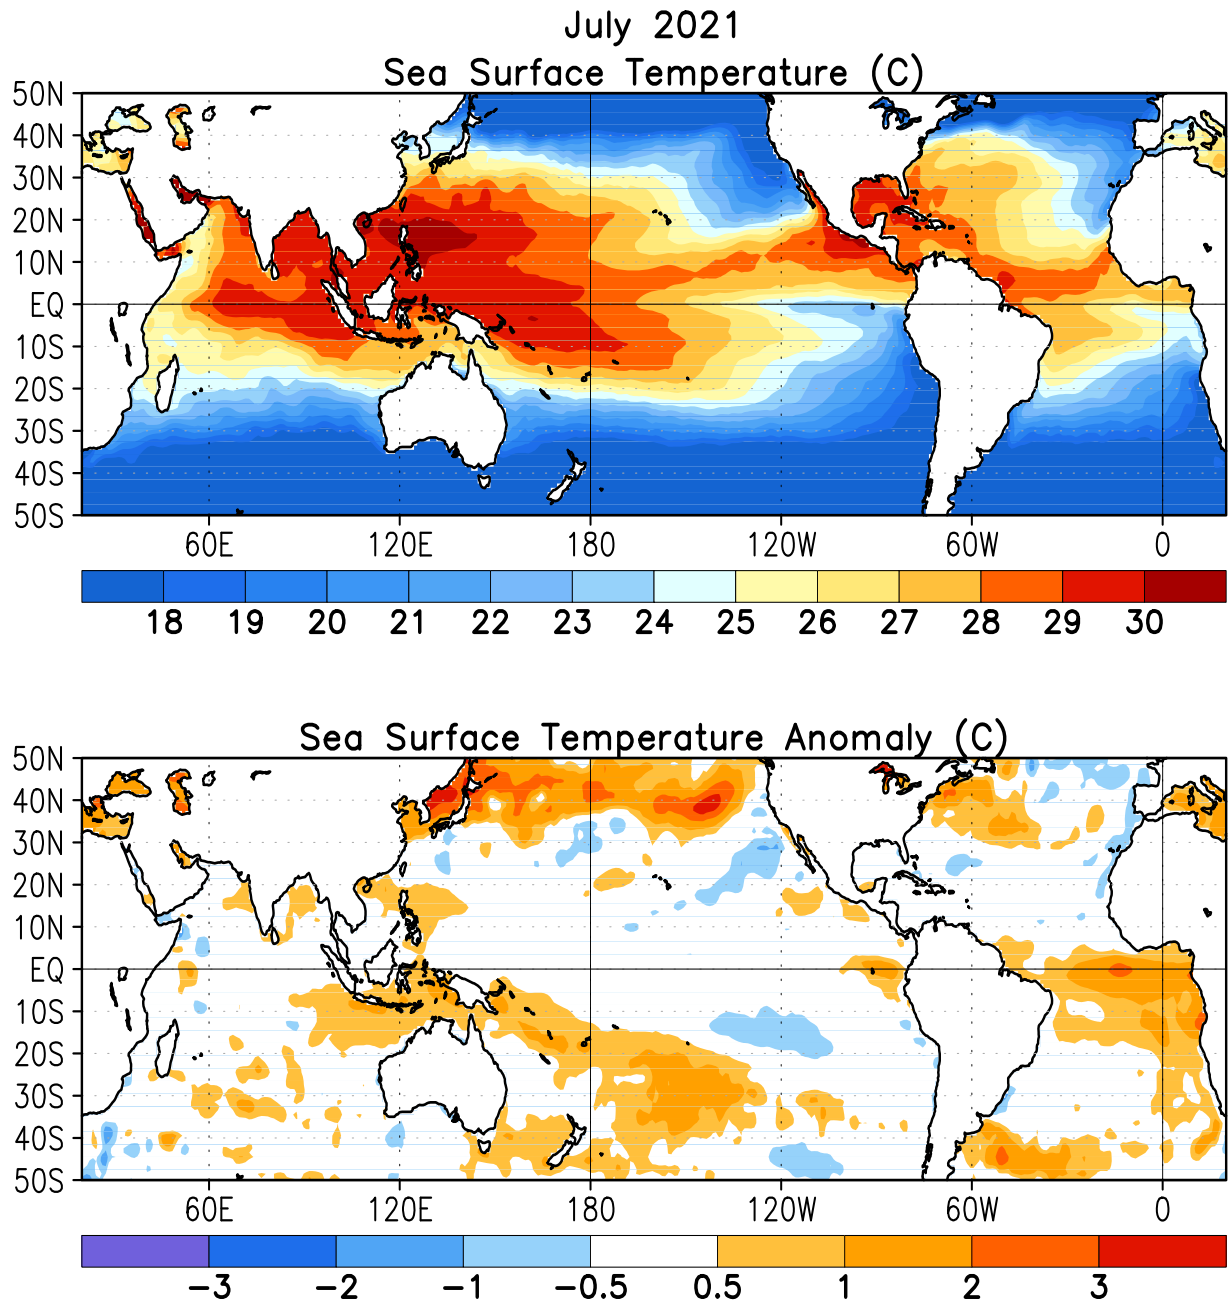 July 2021
Sea Surface Temperature (C)
50N
40N
30N
20N
10N
EQ
10S
20S
30S
40S
50S
60E 120E 180 120W 60W 0
18 19 20 21 22 23 24 25 26 27 28 29 30
Sea Surface Temperature Anomaly (C)
50N
40N
30N
20N
10N
EQ
10S
20S
30S
40S
50S
60E 120E 180 120W 60W 0
−3 −2 −1 −0.5 0.5 1 2 3